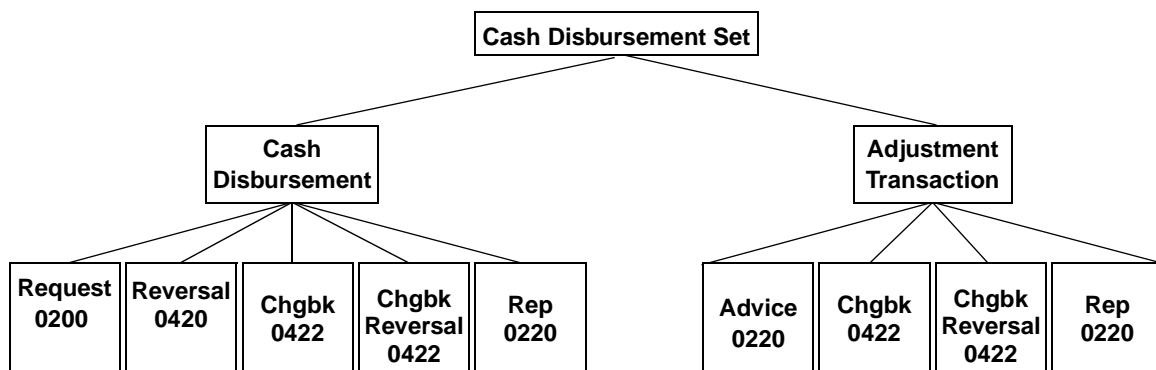 Cash Disbursement Set
Cash
Disbursement
Adjustment
Transaction
Request
0200
Reversal
0420
Chgbk
0422
Chgbk
Reversal
0422
Rep
0220
Advice
0220
Chgbk
0422
Chgbk
Reversal
0422
Rep
0220